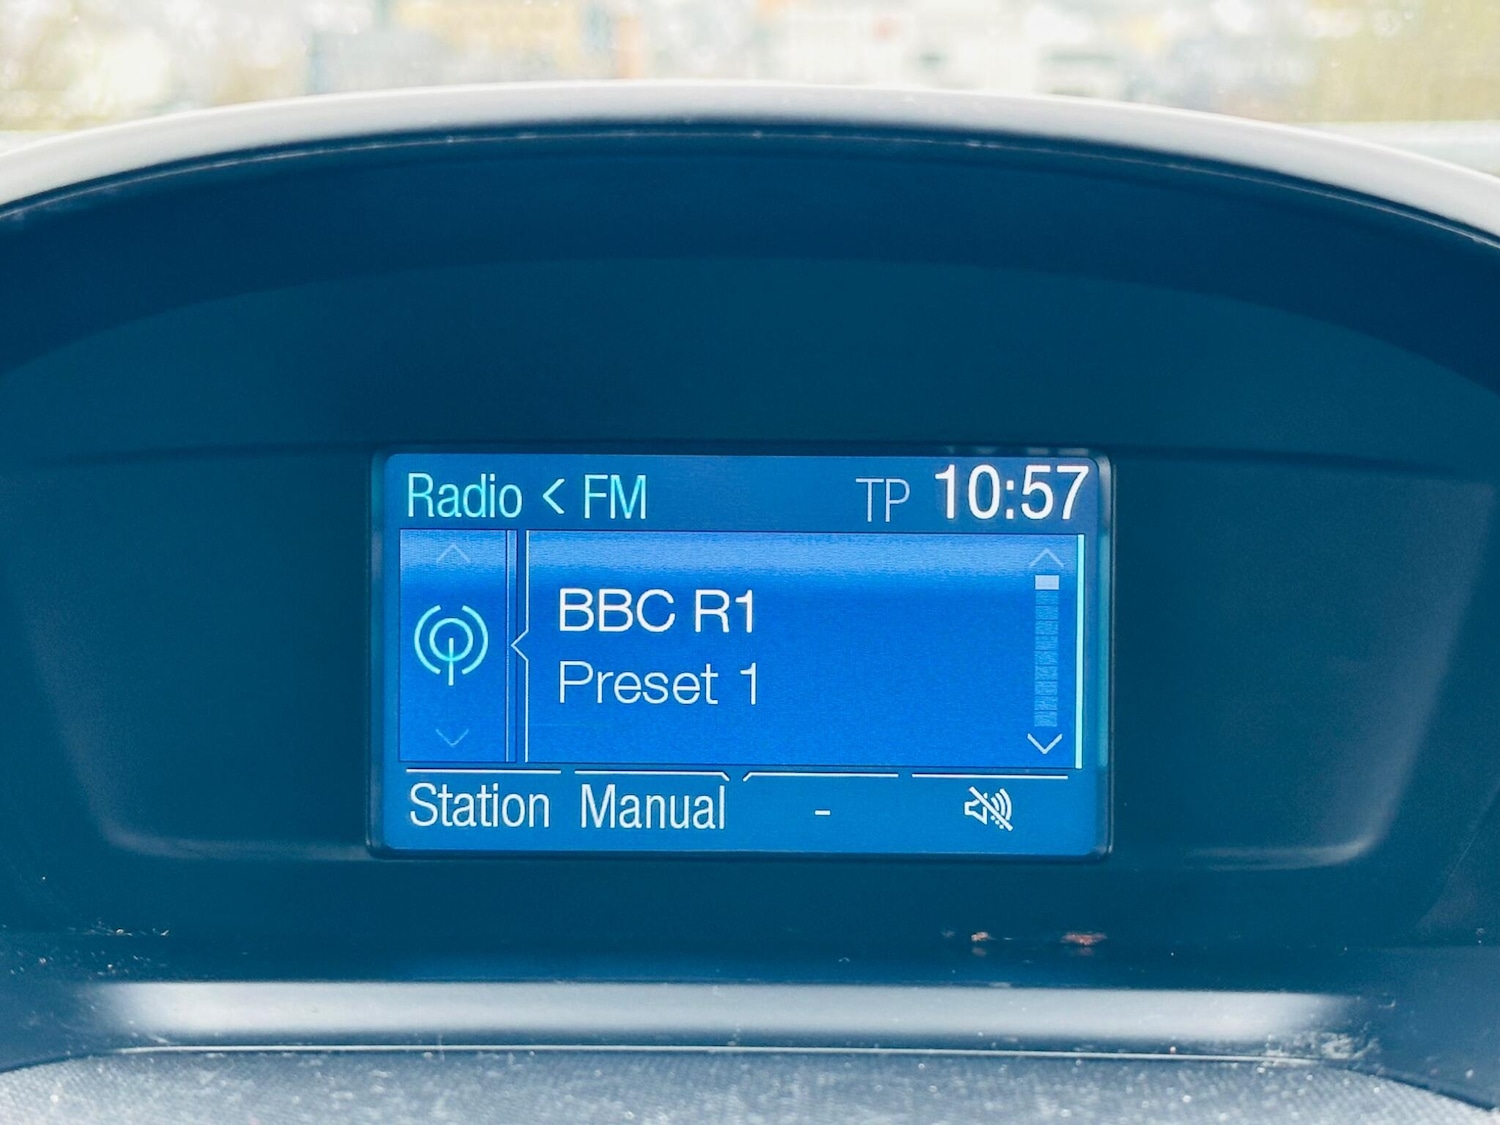 Radio < FM TP 10:57
BBC R1
Preset 1
Station Manual -